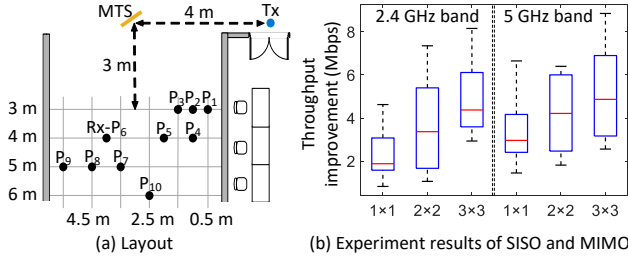 MTS
Tx
4 m
3 m
3 m
4 m
5 m
6 m
P3 P2 P1
Rx-P6
P5
P4
P9
P8
P7
P10
4.5 m
2.5 m
0.5 m
(a) Layout
2.4 GHz band
5 GHz band
Throughput
improvement (Mbps)
8
6
4
2
1×1
2×2
3×3
1×1
2×2
3×3
(b) Experiment results of SISO and MIMO